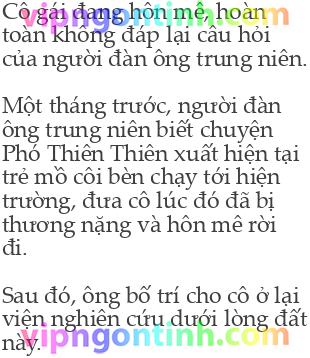 Cô gái đang hôn mê, hoàn
toàn không đáp lại câu hỏi
của người đàn ông trung niên.
Một tháng trước, người đàn
ông trung niên biết chuyện
Phó Thiên Thiên xuất hiện tại
trẻ mồ côi bèn chạy tới hiện
trường, đưa cô lúc đó đã bị
thương nặng và hôn mê rời
đi.
Sau đó, ông bố trí cho cô ở lại
viện nghiên cứu dưới lòng đất
này.
vipngontinh.com
vipngontinh.com